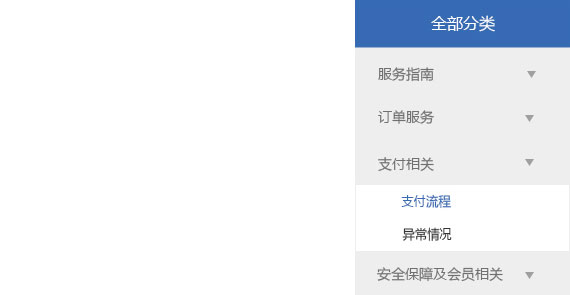 全部分类
服务指南
订单服务
支付相关
支付流程
异常情况
安全保障及会员相关